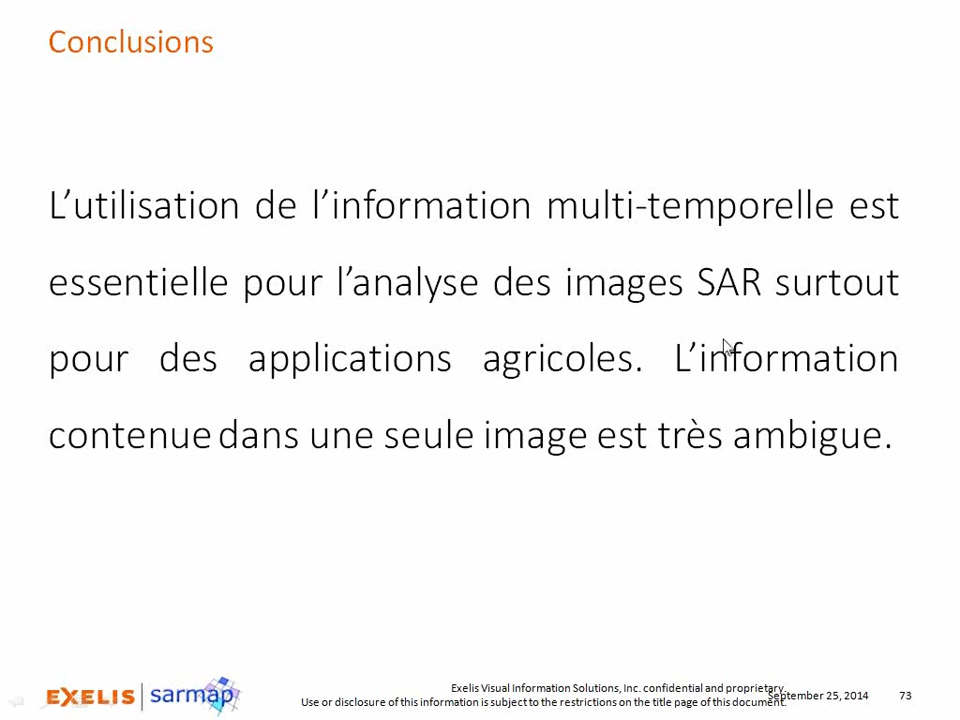 Conclusions
L’utilisation de l’information multi-temporelle est
essentielle pour l’analyse des images SAR surtout
pour des applications agricoles. L’information
contenue dans une seule image est très ambigue.
EXELIS sarmap
Exelis Visual Information Solutions, Inc. confidential and proprietary.
Use or disclosure of this information is subject to the restrictions on the title page of this document.
September 25, 2014 73